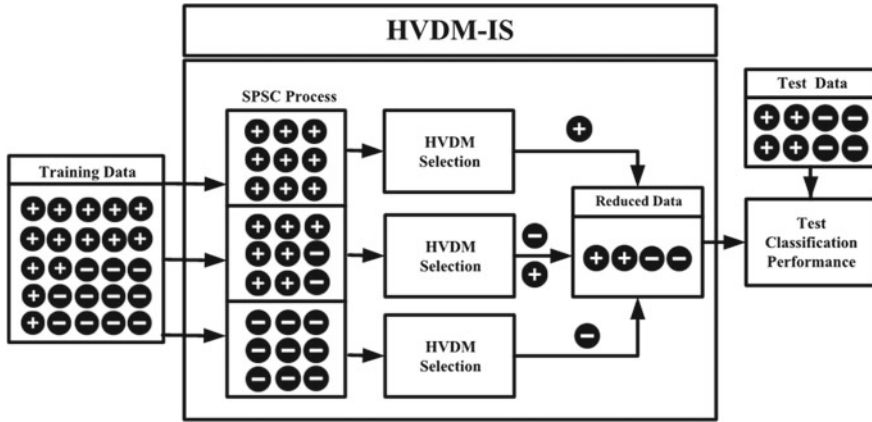 HVDM-IS
SPSC Process
Training Data
HVDM
Selection
HVDM
Selection
HVDM
Selection
Reduced Data
Test Data
Test
Classification
Performance